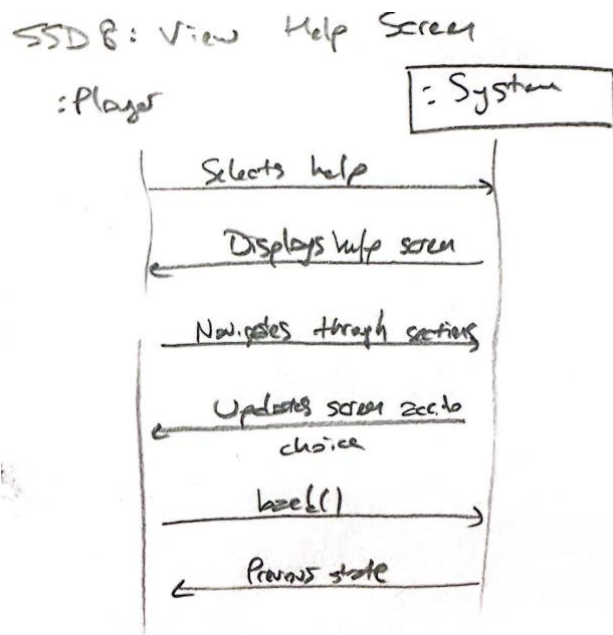 SSD 8: View Help Screen
:Player
: System
Selects help
Displays help screen
Navigates through sections
Updates screen acc. to
choice
back()
Previous state